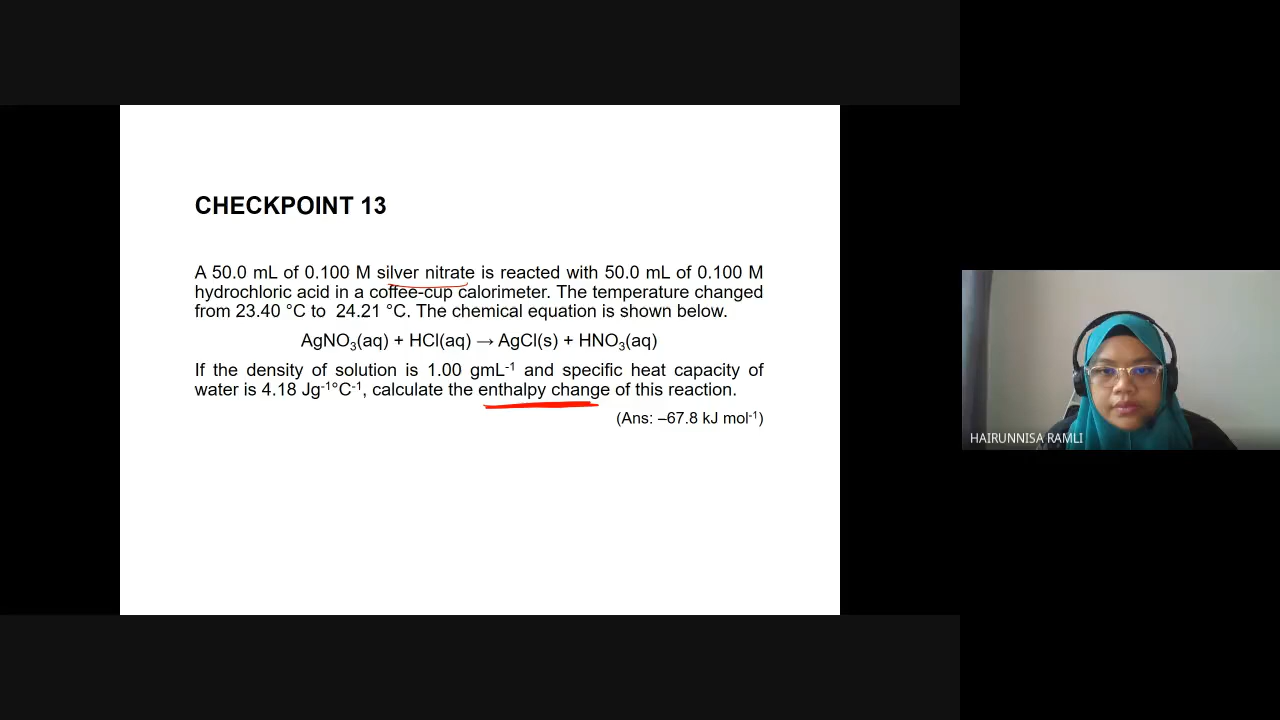 CHECKPOINT 13
A 50.0 mL of 0.100 M silver nitrate is reacted with 50.0 mL of 0.100 M
hydrochloric acid in a coffee-cup calorimeter. The temperature changed
from 23.40 °C to 24.21 °C. The chemical equation is shown below.
AgNO₃(aq) + HCl(aq) → AgCl(s) + HNO₃(aq)
If the density of solution is 1.00 gmL⁻¹ and specific heat capacity of
water is 4.18 Jg⁻¹°C⁻¹, calculate the enthalpy change of this reaction.
(Ans: –67.8 kJ mol⁻¹)
HAIRUNNISA RAMLI